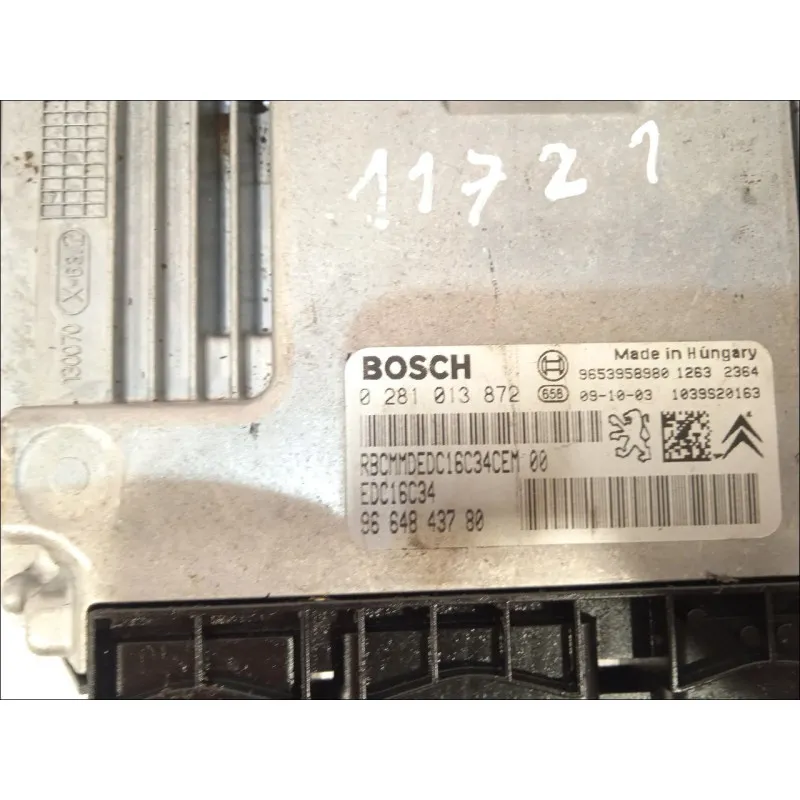 11721
130070
BOSCH
Made in Hungary
9653958980 1263 2364
0 281 013 872
656
09-10-03
1039S20163
RBCMMDEDC16C34CEM 00
EDC16C34
96 648 437 80